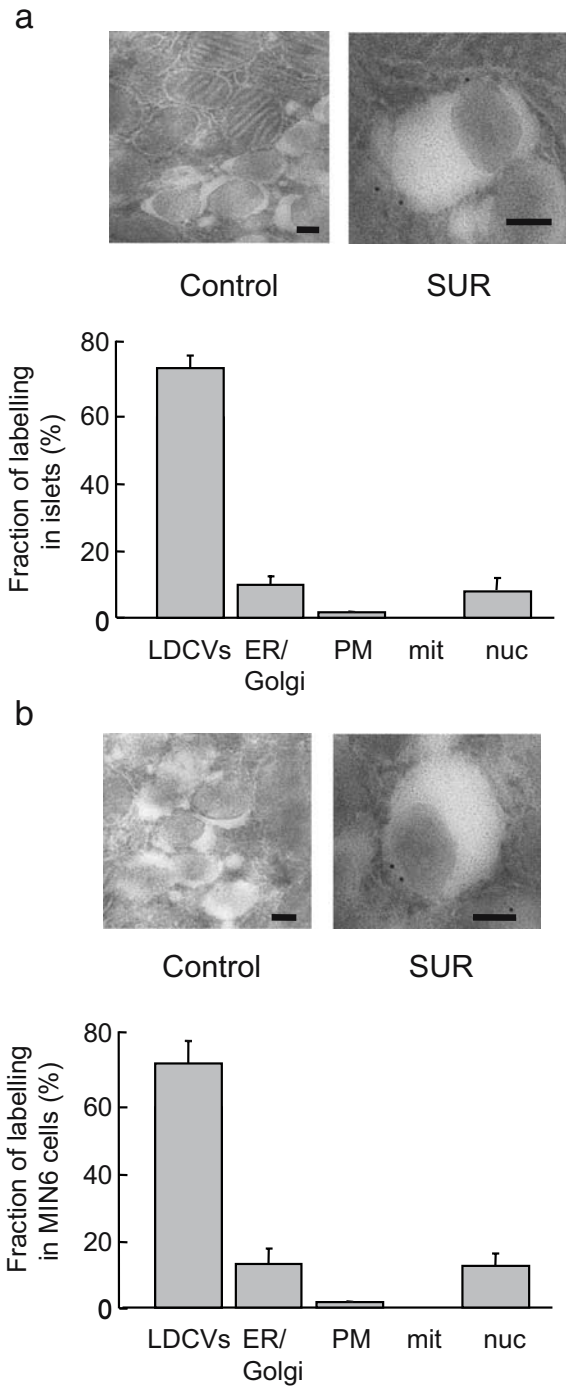 a
Control SUR
Fraction of labelling
in islets (%)
80
60
40
20
0
LDCVs ER/ PM mit nuc
Golgi
b
Control SUR
Fraction of labelling
in MIN6 cells (%)
80
60
40
20
0
LDCVs ER/ PM mit nuc
Golgi